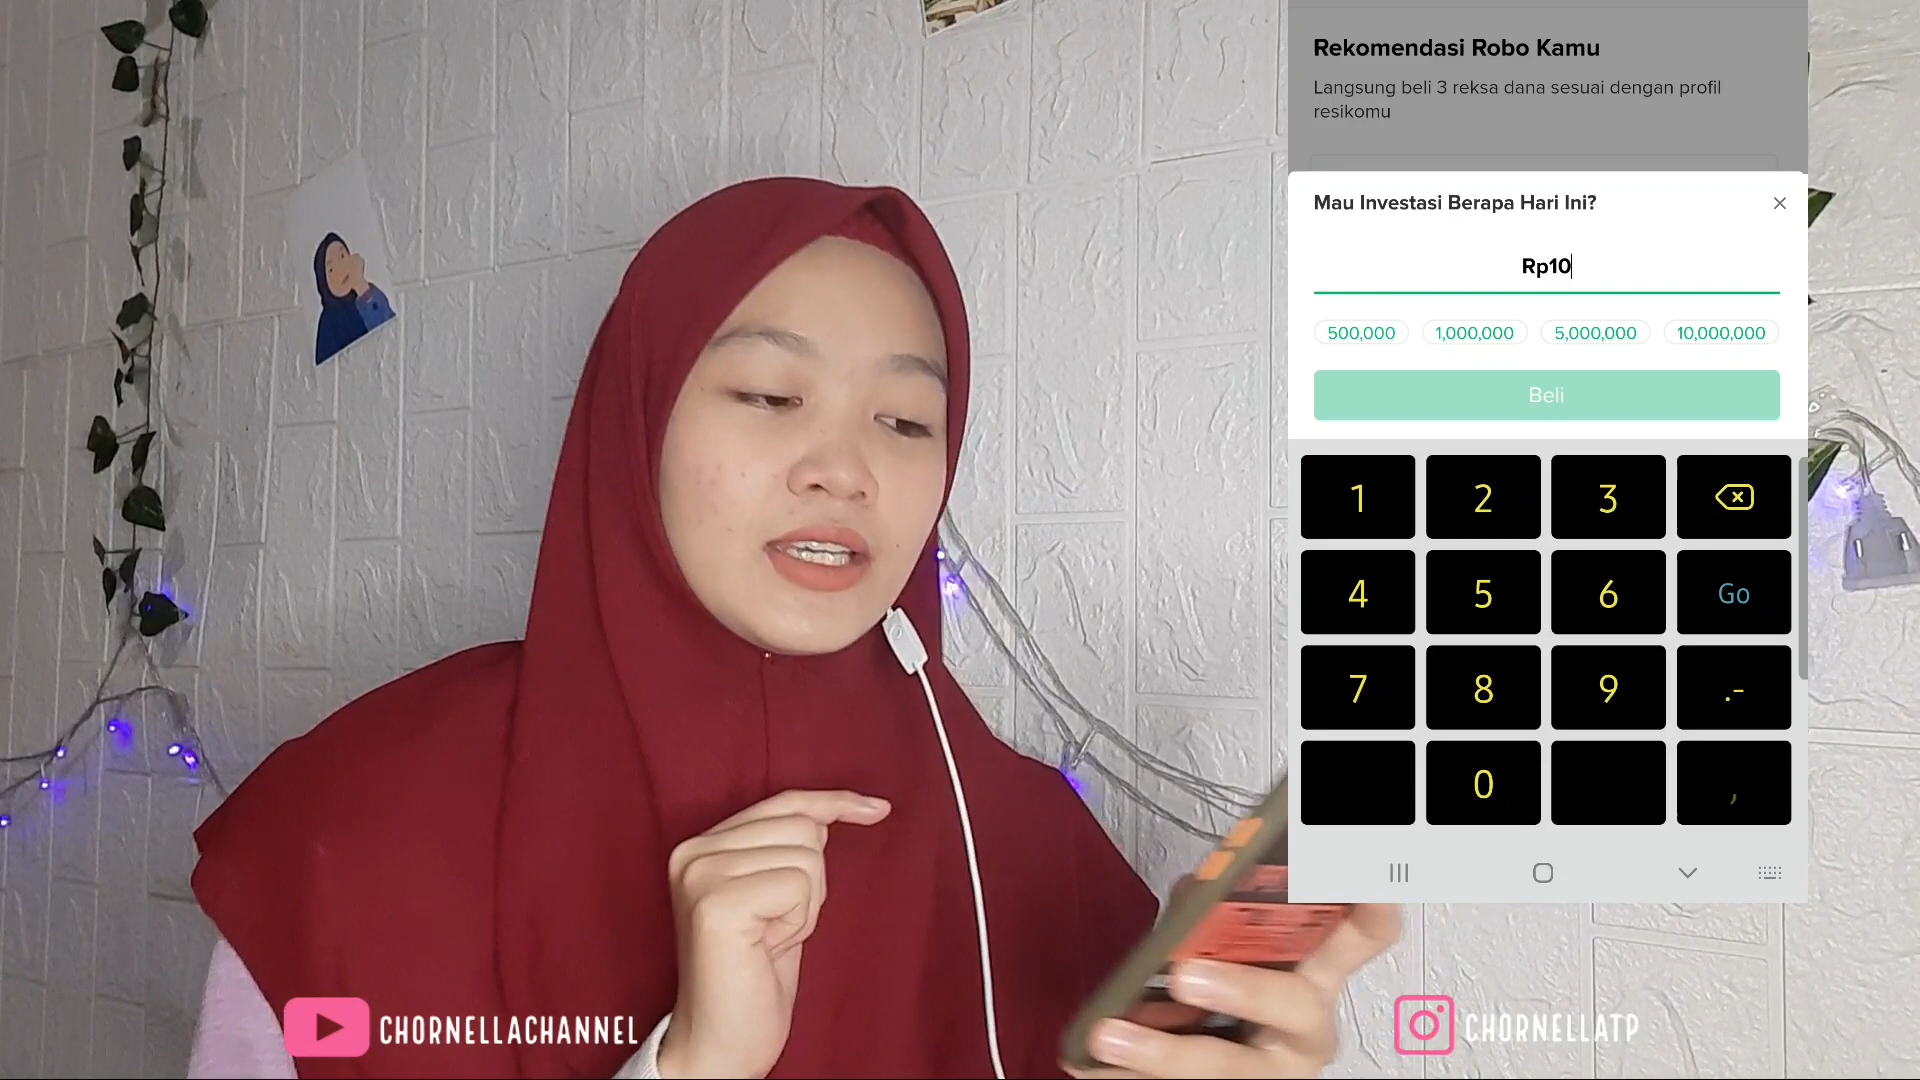 Rekomendasi Robo Kamu
Langsung beli 3 reksa dana sesuai dengan profil
resikomu
Mau Investasi Berapa Hari Ini?
Rp10
500,000 1,000,000 5,000,000 10,000,000
Beli
1 2 3
4 5 6 Go
7 8 9 .-
0 ,
CHORNELLACHANNEL
CHORNELLATP